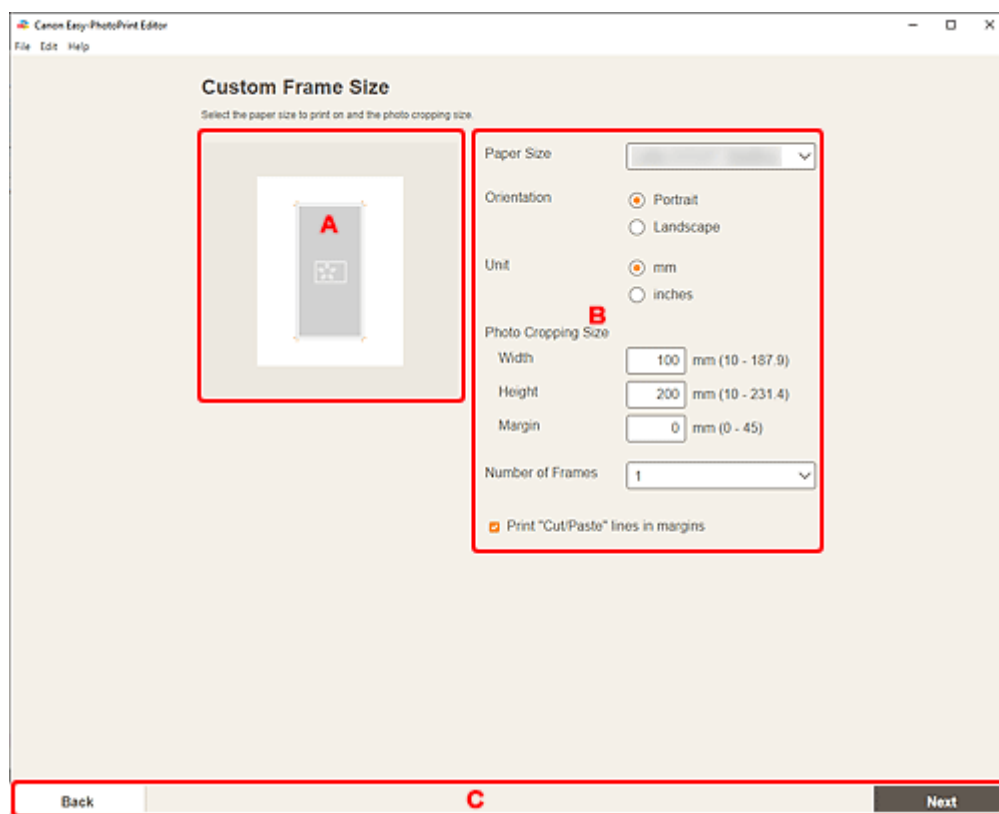 Canon Easy-PhotoPrint Editor
File Edit Help
Custom Frame Size
Select the paper size to print on and the photo cropping size.
A
Paper Size
Orientation
Portrait
Landscape
Unit
mm
inches
B
Photo Cropping Size
Width 100 mm (10 - 187.9)
Height 200 mm (10 - 231.4)
Margin 0 mm (0 - 45)
Number of Frames 1
Print "Cut/Paste" lines in margins
Back C Next